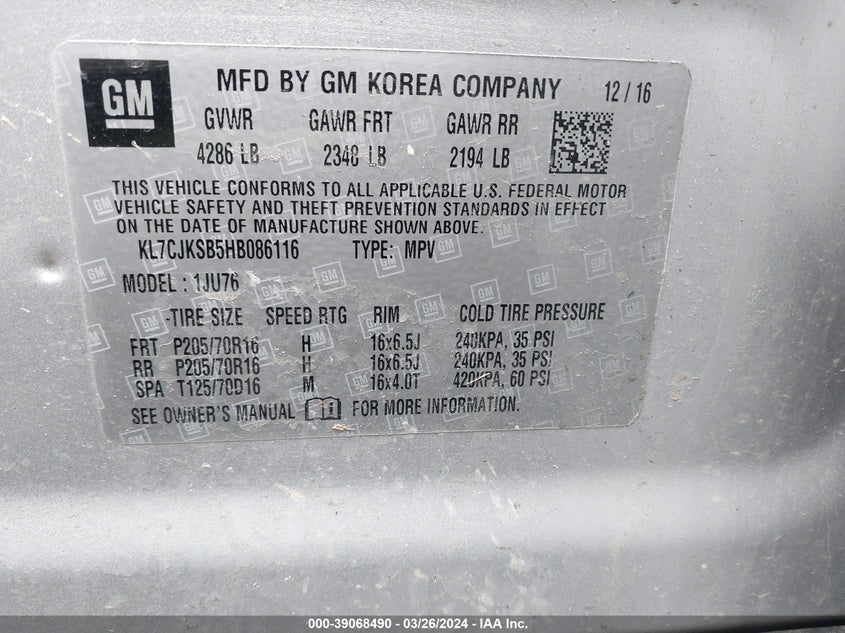 GM MFD BY GM KOREA COMPANY 12 / 16
GVWR GAWR FRT GAWR RR
4286 LB 2348 LB 2194 LB
THIS VEHICLE CONFORMS TO ALL APPLICABLE U.S. FEDERAL MOTOR
VEHICLE SAFETY AND THEFT PREVENTION STANDARDS IN EFFECT
ON THE DATE OF MANUFACTURE SHOWN ABOVE.
KL7CJKSB5HB086116 TYPE: MPV
MODEL : 1JU76
TIRE SIZE SPEED RTG RIM COLD TIRE PRESSURE
FRT P205/70R16 H 16x6.5J 240KPA, 35 PSI
RR P205/70R16 H 16x6.5J 240KPA, 35 PSI
SPA T125/70D16 M 16x4.0T 420KPA, 60 PSI
SEE OWNER'S MANUAL FOR MORE INFORMATION.
000-39068490 - 03/26/2024 - IAA Inc.